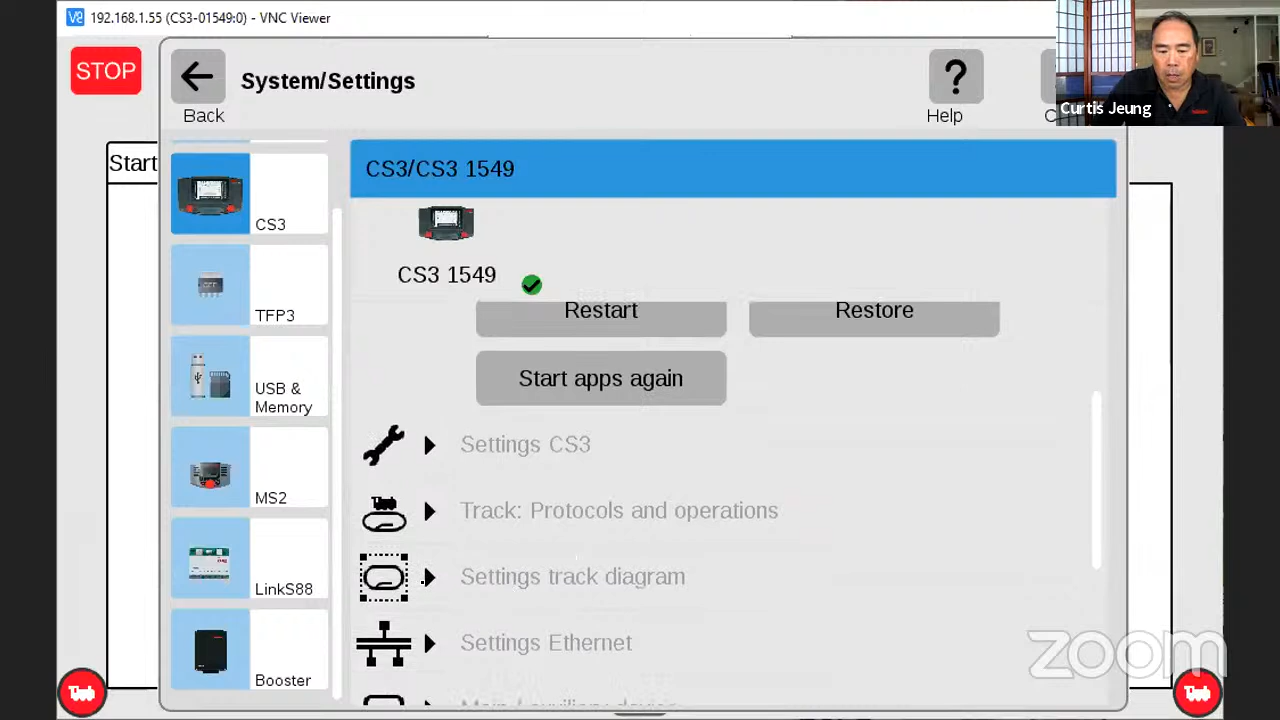 192.168.1.55 (CS3-01549:0) - VNC Viewer
STOP
System/Settings
Back
Help
Curtis Jeung
Start
CS3/CS3 1549
CS3
CS3 1549
Restart
Restore
TFP3
Start apps again
USB &
Memory
Settings CS3
MS2
Track: Protocols and operations
LinkS88
Settings track diagram
Settings Ethernet
Booster
zoom